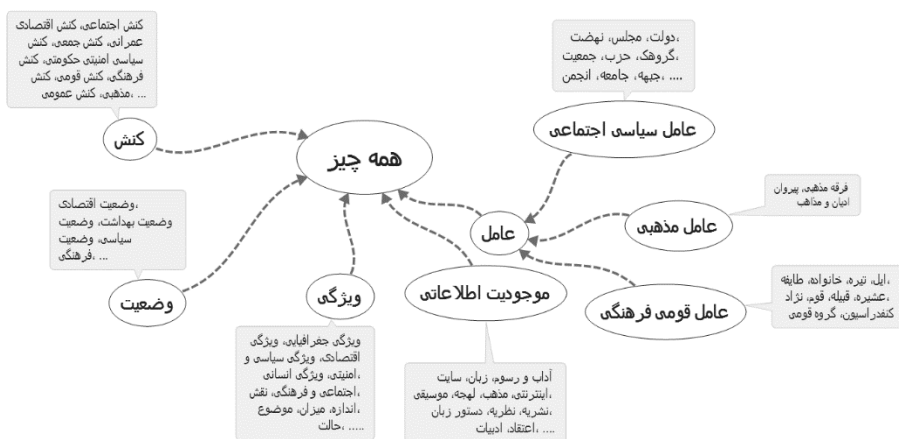 کنش اجتماعی، کنش اقتصادی
عمرانی، کنش جمعی، کنش
سیاسی امنیتی حکومتی، کنش
فرهنگی، کنش قومی، کنش
مذهبی، کنش عمومی، ...
کنش
دولت، مجلس، نهضت،
گروهک، حزب، جمعیت،
جبهه، جامعه، انجمن، ....
عامل سیاسی اجتماعی
همه چیز
فرقه مذهبی، پیروان
ادیان و مذاهب
عامل مذهبی
عامل
وضعیت اقتصادی،
وضعیت بهداشت، وضعیت
سیاسی، وضعیت
فرهنگی، ...
وضعیت
ویژگی
موجودیت اطلاعاتی
ایل، تیره، خانواده، طایفه،
عشیره، قبیله، قوم، نژاد،
کنفدراسیون، گروه قومی
عامل قومی فرهنگی
ویژگی جغرافیایی، ویژگی
اقتصادی، ویژگی سیاسی و
امنیتی، ویژگی انسانی،
اجتماعی و فرهنگی، نقش،
اندازه، میزان، موضوع،
حالت، .....
آداب و رسوم، زبان، سایت
اینترنتی، مذهب، لهجه، موسیقی،
نشریه، نظریه، دستور زبان،
اعتقاد، ادبیات، ....